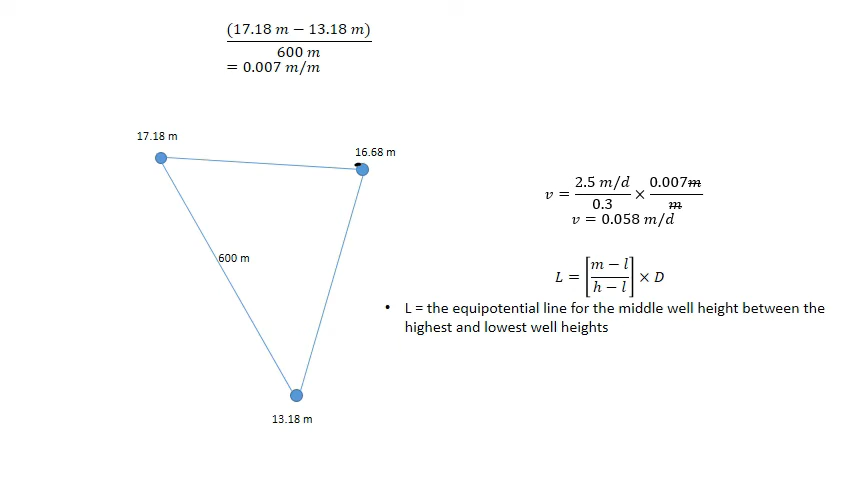 (17.18 m − 13.18 m)
600 m
= 0.007 m/m
17.18 m
16.68 m
600 m
13.18 m
v = 2.5 m/d / 0.3 × 0.007m / m
v = 0.058 m/d
L = [m − l / h − l] × D
• L = the equipotential line for the middle well height between the
highest and lowest well heights